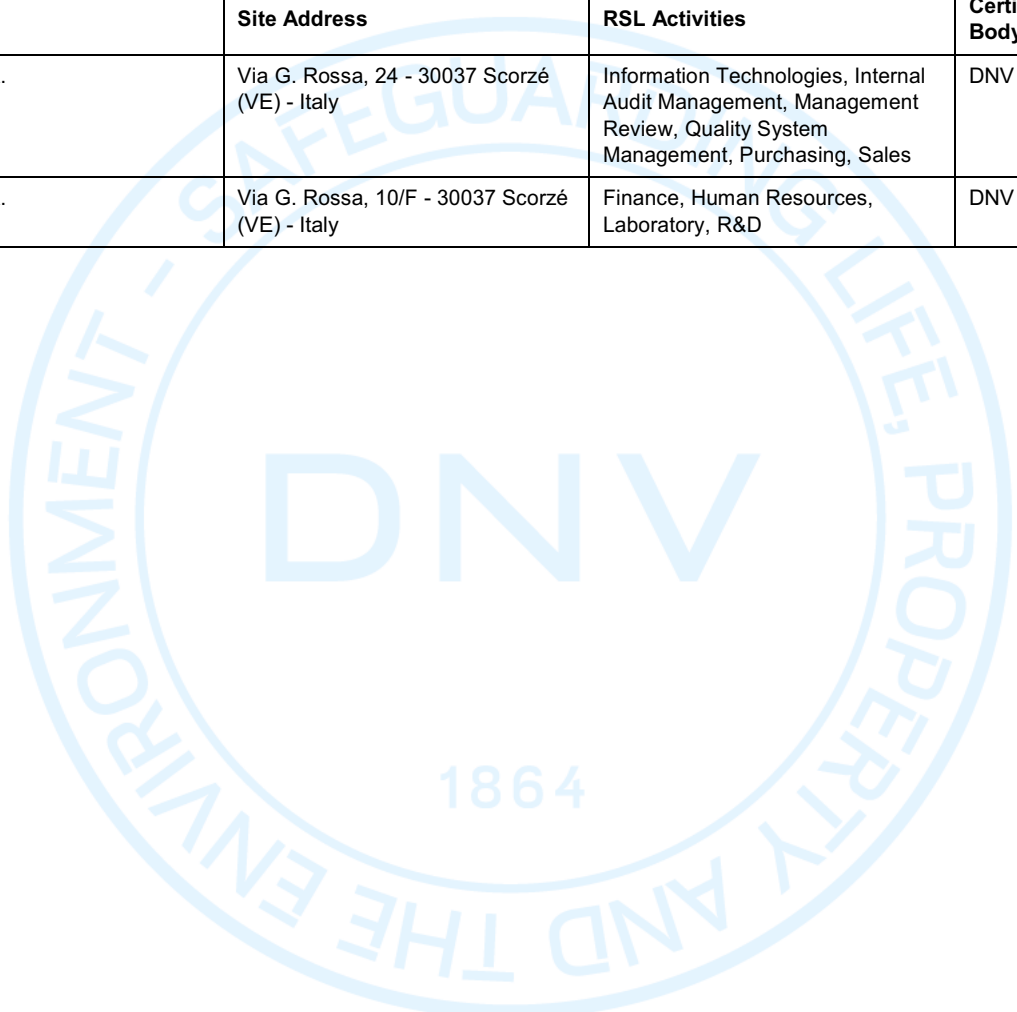 Site Address
RSL Activities
Body
.
Via G. Rossa, 24 - 30037 Scorzé
(VE) - Italy
Information Technologies, Internal
Audit Management, Management
Review, Quality System
Management, Purchasing, Sales
DNV
.
Via G. Rossa, 10/F - 30037 Scorzé
(VE) - Italy
Finance, Human Resources,
Laboratory, R&D
DNV
SAFEGUARDING LIFE, PROPERTY AND THE ENVIRONMENT -
DNV
1864